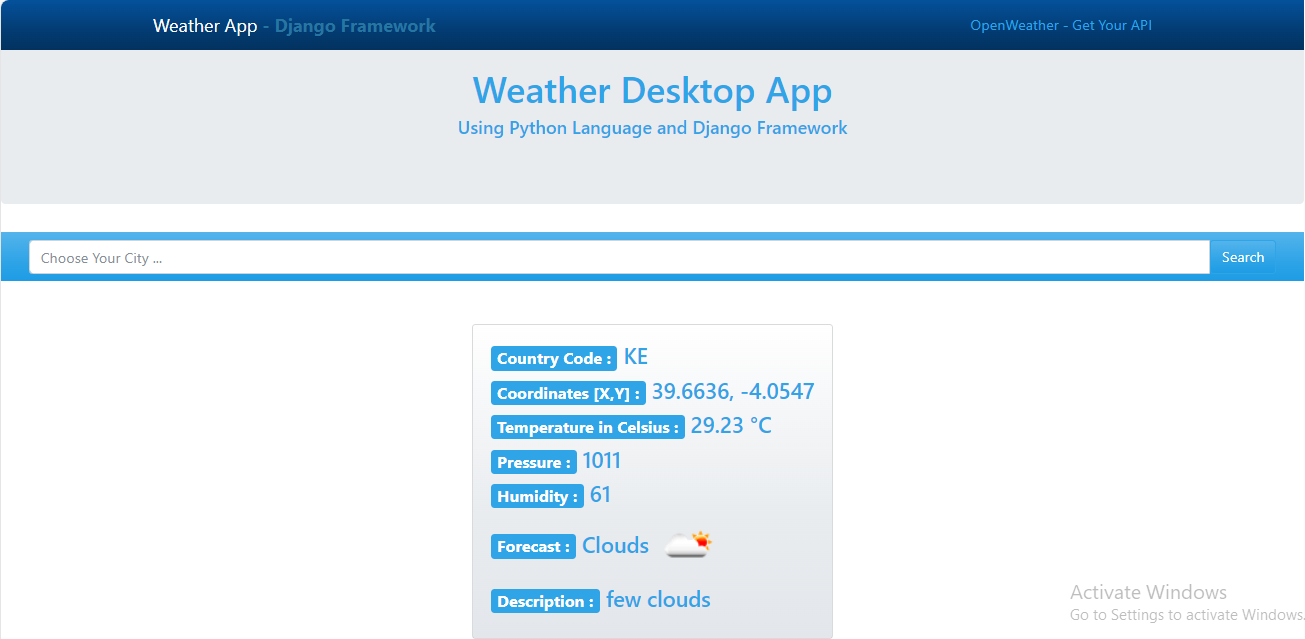 Weather App - Django Framework
OpenWeather - Get Your API
Weather Desktop App
Using Python Language and Django Framework
Choose Your City ...
Search
Country Code : KE
Coordinates [X,Y] : 39.6636, -4.0547
Temperature in Celsius : 29.23 °C
Pressure : 1011
Humidity : 61
Forecast : Clouds
Description : few clouds
Activate Windows
Go to Settings to activate Windows.